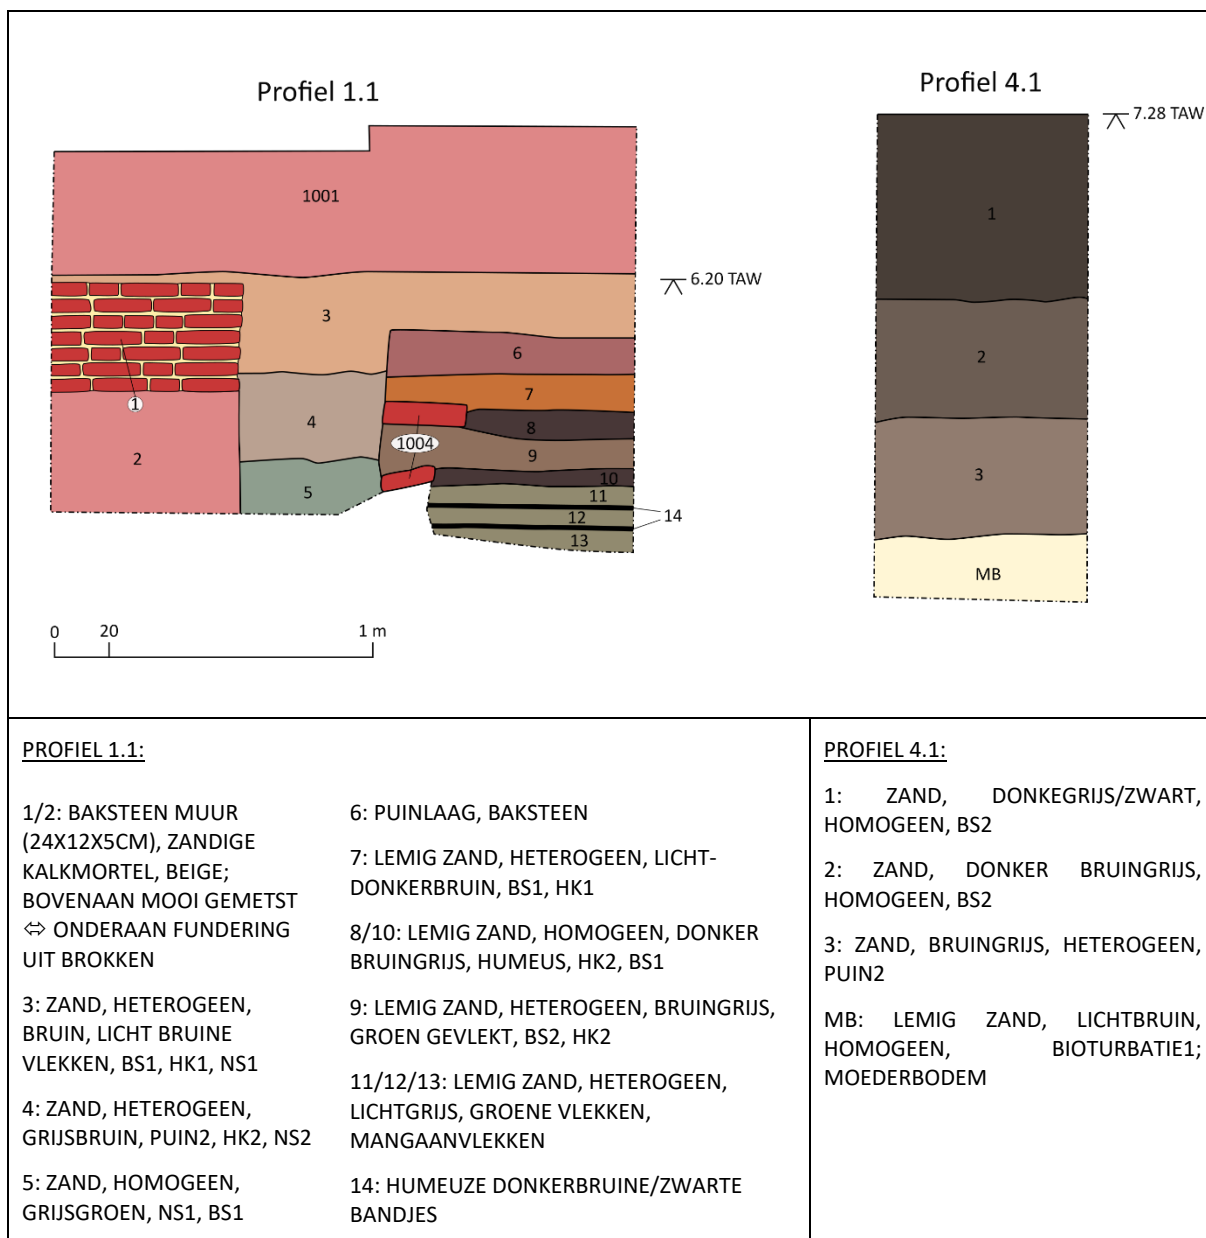 Profiel 1.1
1001
6.20 TAW
3
6
7
1
4
8
1004
2
9
10
5
11
12
14
13
0 20 1 m
Profiel 4.1
7.28 TAW
1
2
3
MB
PROFIEL 1.1:
1/2: BAKSTEEN MUUR
(24X12X5CM), ZANDIGE
KALKMORTEL, BEIGE;
BOVENAAN MOOI GEMETST
⬄ ONDERAAN FUNDERING
UIT BROKKEN
3: ZAND, HETEROGEEN,
BRUIN, LICHT BRUINE
VLEKKEN, BS1, HK1, NS1
4: ZAND, HETEROGEEN,
GRIJSBRUIN, PUIN2, HK2, NS2
5: ZAND, HOMOGEEN,
GRIJSGROEN, NS1, BS1
6: PUINLAAG, BAKSTEEN
7: LEMIG ZAND, HETEROGEEN, LICHT-
DONKERBRUIN, BS1, HK1
8/10: LEMIG ZAND, HOMOGEEN, DONKER
BRUINGRIJS, HUMEUS, HK2, BS1
9: LEMIG ZAND, HETEROGEEN, BRUINGRIJS,
GROEN GEVLEKT, BS2, HK2
11/12/13: LEMIG ZAND, HETEROGEEN,
LICHTGRIJS, GROENE VLEKKEN,
MANGAANVLEKKEN
14: HUMEUZE DONKERBRUINE/ZWARTE
BANDJES
PROFIEL 4.1:
1: ZAND, DONKEGRIJS/ZWART,
HOMOGEEN, BS2
2: ZAND, DONKER BRUINGRIJS,
HOMOGEEN, BS2
3: ZAND, BRUINGRIJS, HETEROGEEN,
PUIN2
MB: LEMIG ZAND, LICHTBRUIN,
HOMOGEEN, BIOTURBATIE1;
MOEDERBODEM